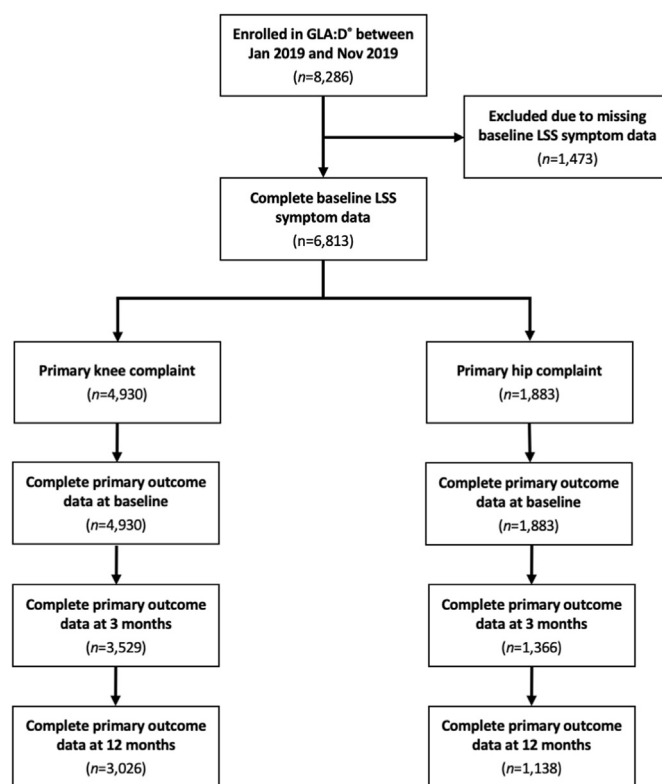 Enrolled in GLA:D® between
Jan 2019 and Nov 2019
(n=8,286)
Excluded due to missing
baseline LSS symptom data
(n=1,473)
Complete baseline LSS
symptom data
(n=6,813)
Primary knee complaint
(n=4,930)
Primary hip complaint
(n=1,883)
Complete primary outcome
data at baseline
(n=4,930)
Complete primary outcome
data at baseline
(n=1,883)
Complete primary outcome
data at 3 months
(n=3,529)
Complete primary outcome
data at 3 months
(n=1,366)
Complete primary outcome
data at 12 months
(n=3,026)
Complete primary outcome
data at 12 months
(n=1,138)